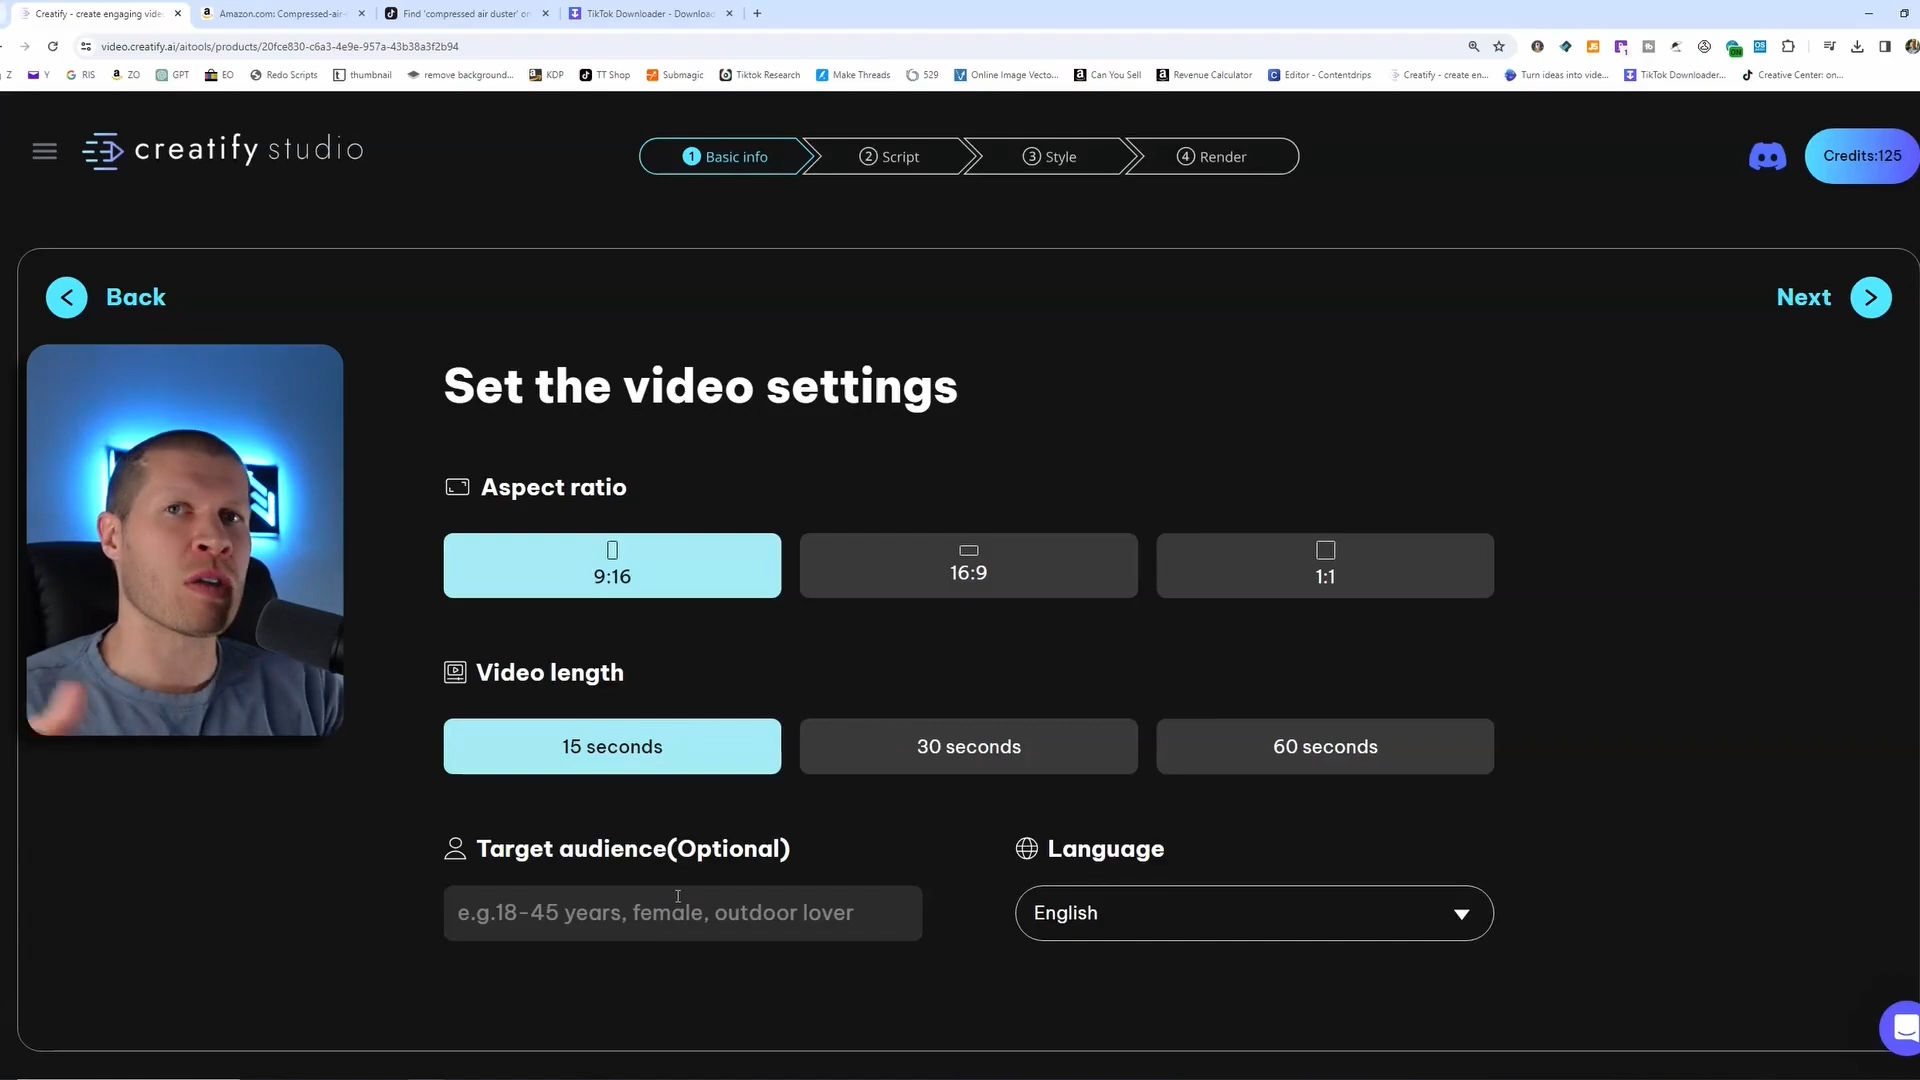 Creatify - create engaging vide
Amazon.com: Compressed-air-
Find 'compressed air duster' on
TikTok Downloader - Downloa
video.creatify.ai/aitools/products/20fce830-c6a3-4e9e-957a-43b38a3f2b94
Z
Y
RIS
ZO
GPT
EO
Redo Scripts
thumbnail
remove background...
KDP
TT Shop
Submagic
Tiktok Research
Make Threads
529
Online Image Vecto...
Can You Sell
Revenue Calculator
Editor - Contentdrips
Creatify - create en...
Turn ideas into vide...
TikTok Downloader...
Creative Center: on...
creatify studio
1 Basic info
2 Script
3 Style
4 Render
Credits:125
Back
Next
Set the video settings
Aspect ratio
9:16
16:9
1:1
Video length
15 seconds
30 seconds
60 seconds
Target audience(Optional)
Language
e.g.18-45 years, female, outdoor lover
English